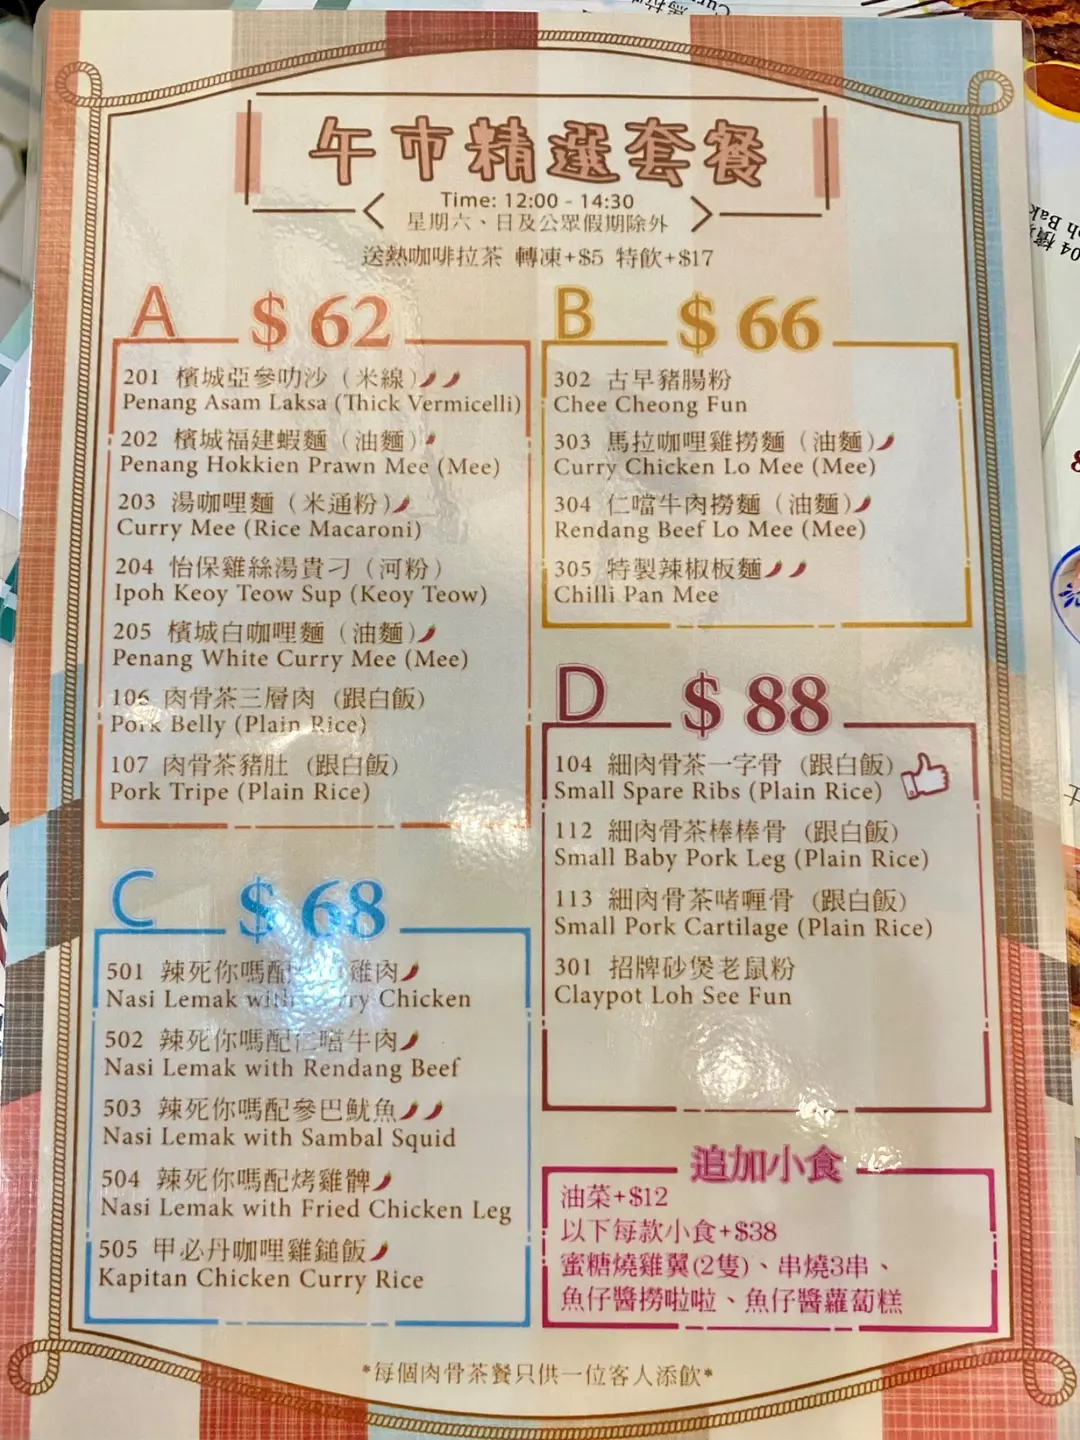 午市精選套餐
Time: 12:00 - 14:30
星期六、日及公眾假期除外
送熱咖啡拉茶 轉凍+$5 特飲+$17
A $62
201 檳城亞參叻沙（米線）
Penang Asam Laksa (Thick Vermicelli)
202 檳城福建蝦麵（油麵）
Penang Hokkien Prawn Mee (Mee)
203 湯咖喱麵（米通粉）
Curry Mee (Rice Macaroni)
204 怡保雞絲湯貴刁（河粉）
Ipoh Keoy Teow Sup (Keoy Teow)
205 檳城白咖喱麵（油麵）
Penang White Curry Mee (Mee)
106 肉骨茶三層肉（跟白飯）
Pork Belly (Plain Rice)
107 肉骨茶豬肚（跟白飯）
Pork Tripe (Plain Rice)
B $66
302 古早豬腸粉
Chee Cheong Fun
303 馬拉咖喱雞撈麵（油麵）
Curry Chicken Lo Mee (Mee)
304 仁噹牛肉撈麵（油麵）
Rendang Beef Lo Mee (Mee)
305 特製辣椒板麵
Chilli Pan Mee
C $68
501 辣死你嗎配 雞肉
Nasi Lemak with Curry Chicken
502 辣死你嗎配仁噹牛肉
Nasi Lemak with Rendang Beef
503 辣死你嗎配參巴魷魚
Nasi Lemak with Sambal Squid
504 辣死你嗎配烤雞髀
Nasi Lemak with Fried Chicken Leg
505 甲必丹咖喱雞鎚飯
Kapitan Chicken Curry Rice
D $88
104 細肉骨茶一字骨（跟白飯）
Small Spare Ribs (Plain Rice)
112 細肉骨茶棒棒骨（跟白飯）
Small Baby Pork Leg (Plain Rice)
113 細肉骨茶啫喱骨（跟白飯）
Small Pork Cartilage (Plain Rice)
301 招牌砂煲老鼠粉
Claypot Loh See Fun
追加小食
油菜+$12
以下每款小食+$38
蜜糖燒雞翼(2隻)、串燒3串、
魚仔醬撈啦啦、魚仔醬蘿蔔糕
*每個肉骨茶餐只供一位客人添飲*